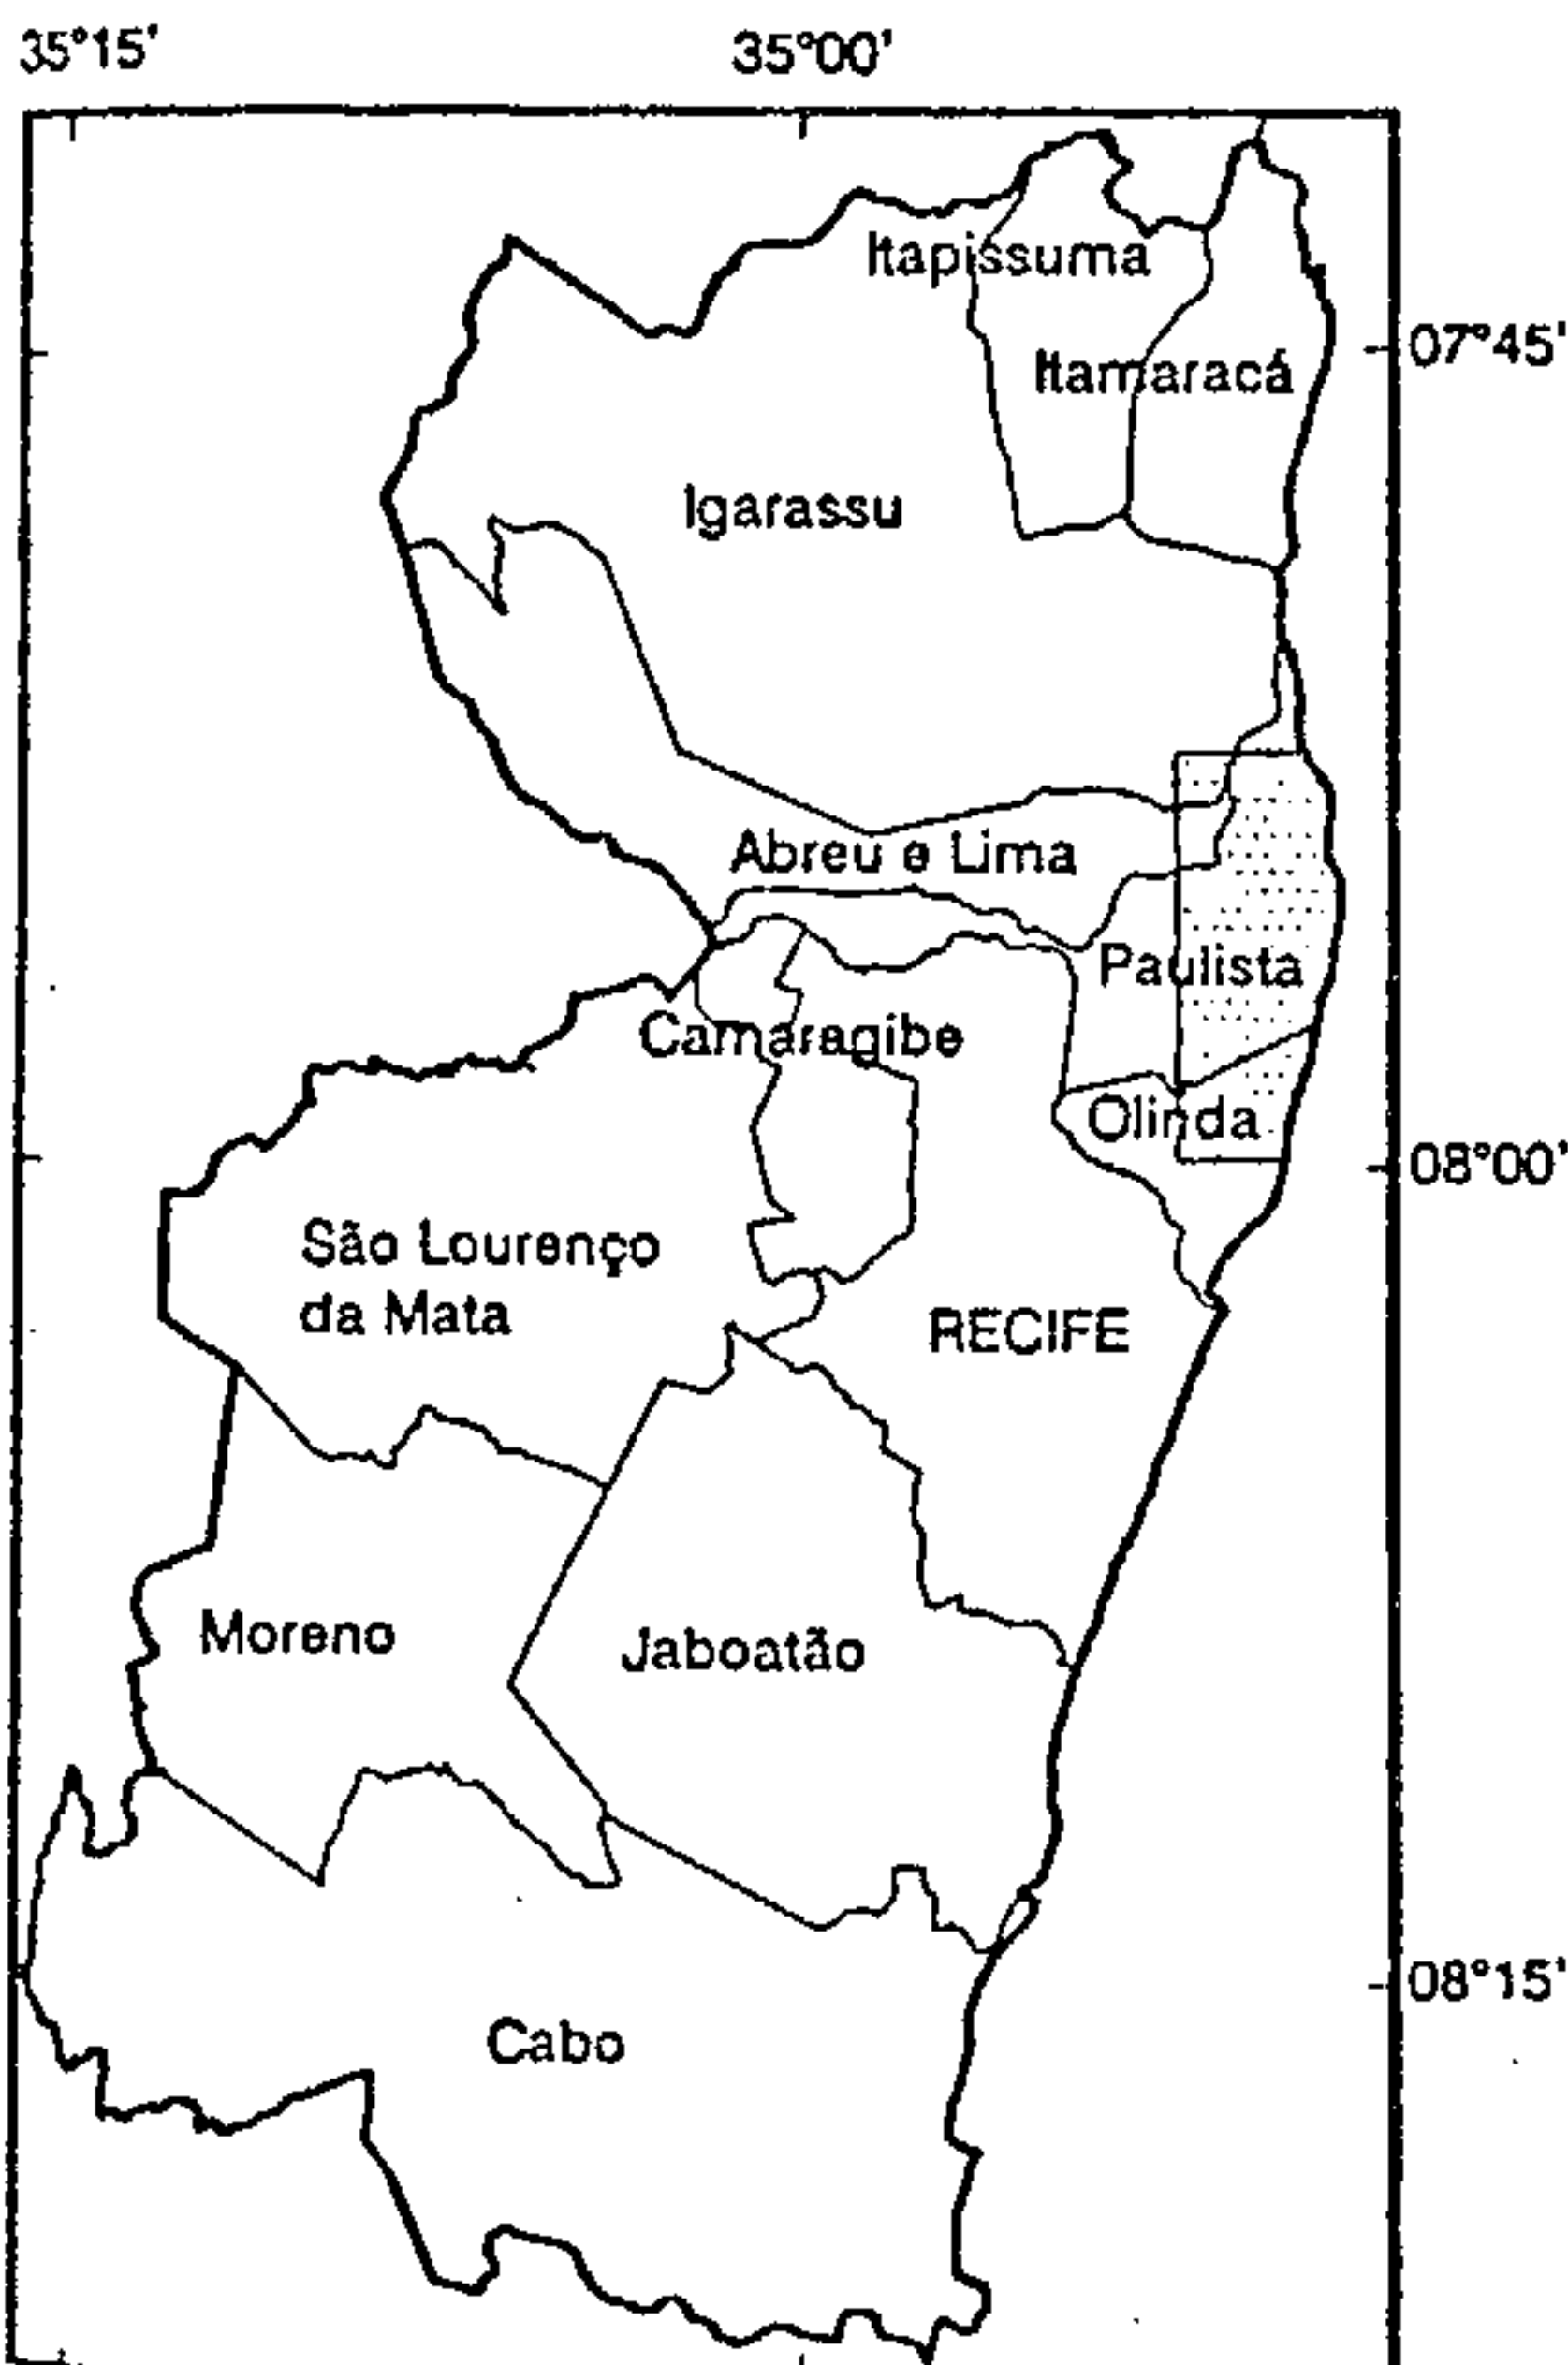 35°15' 35°00'
Itapissuma
07°45'
Itamaracá
Igarassu
Abreu e Lima
Paulista
Camaragibe
Olinda
08°00'
São Lourenço
da Mata
RECIFE
Moreno
Jaboatão
08°15'
Cabo